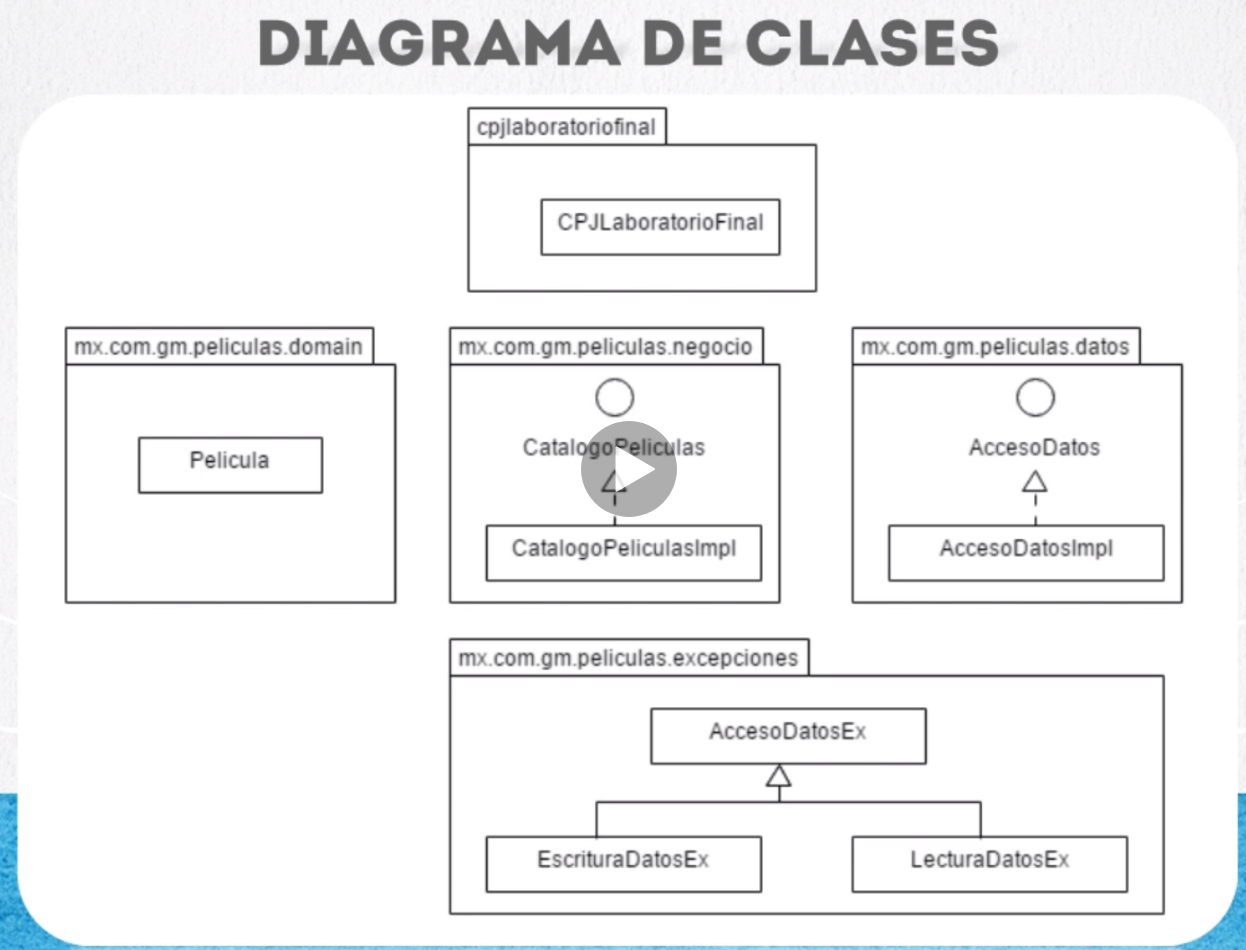 DIAGRAMA DE CLASES
cpjlaboratoriofinal
CPJLaboratorioFinal
mx.com.gm.peliculas.domain
Pelicula
mx.com.gm.peliculas.negocio
CatalogoPeliculas
CatalogoPeliculasImpl
mx.com.gm.peliculas.datos
AccesoDatos
AccesoDatosImpl
mx.com.gm.peliculas.excepciones
AccesoDatosEx
EscrituraDatosEx
LecturaDatosEx